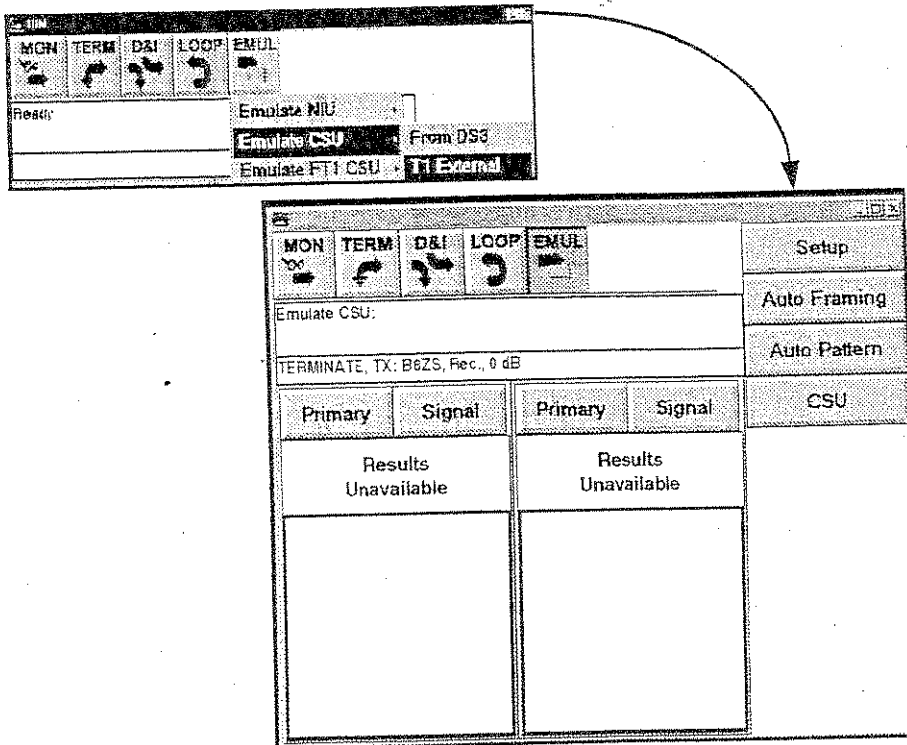 MON TERM D&I LOOP EMUL
Ready
Emulate NIU
Emulate CSU
From DS3
Emulate FT1 CSU
T1 External
MON TERM D&I LOOP EMUL
Setup
Auto Framing
Emulate CSU:
Auto Pattern
TERMINATE, TX: B8ZS, Rec., 0 dB
Primary Signal Primary Signal
CSU
Results Results
Unavailable Unavailable